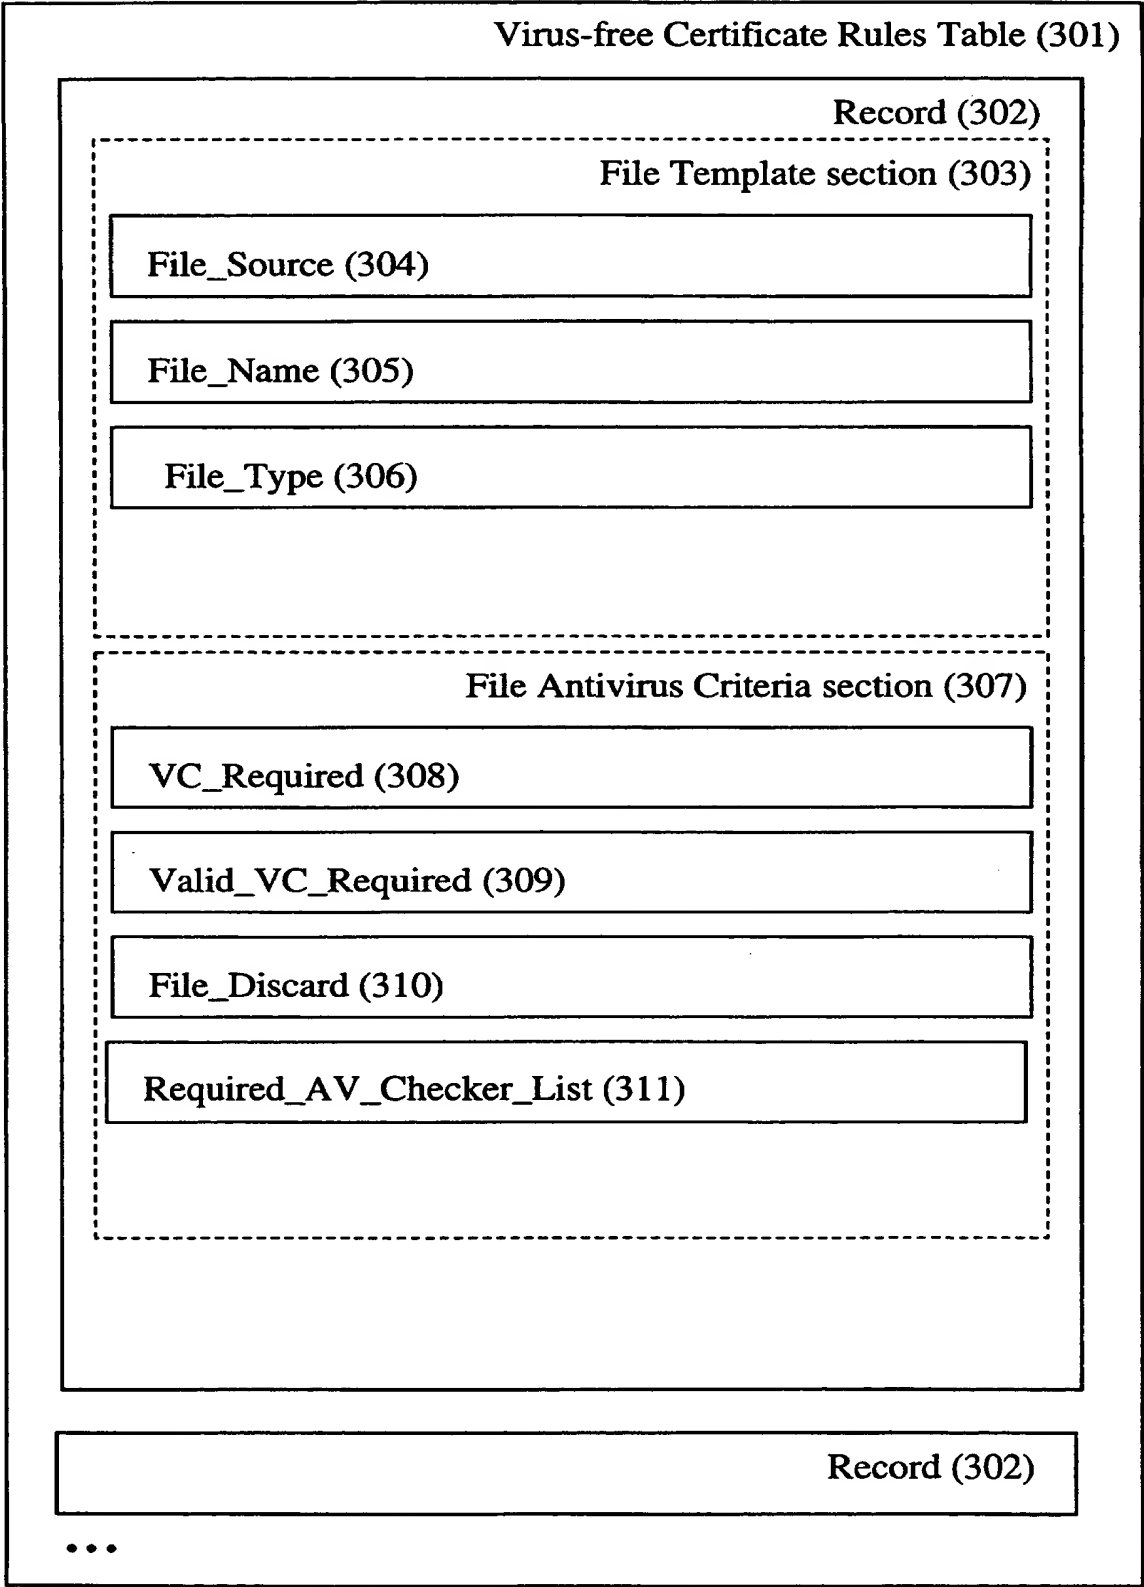 Virus-free Certificate Rules Table (301)
Record (302)
File Template section (303)
File_Source (304)
File_Name (305)
File_Type (306)
File Antivirus Criteria section (307)
VC_Required (308)
Valid_VC_Required (309)
File_Discard (310)
Required_AV_Checker_List (311)
Record (302)
...